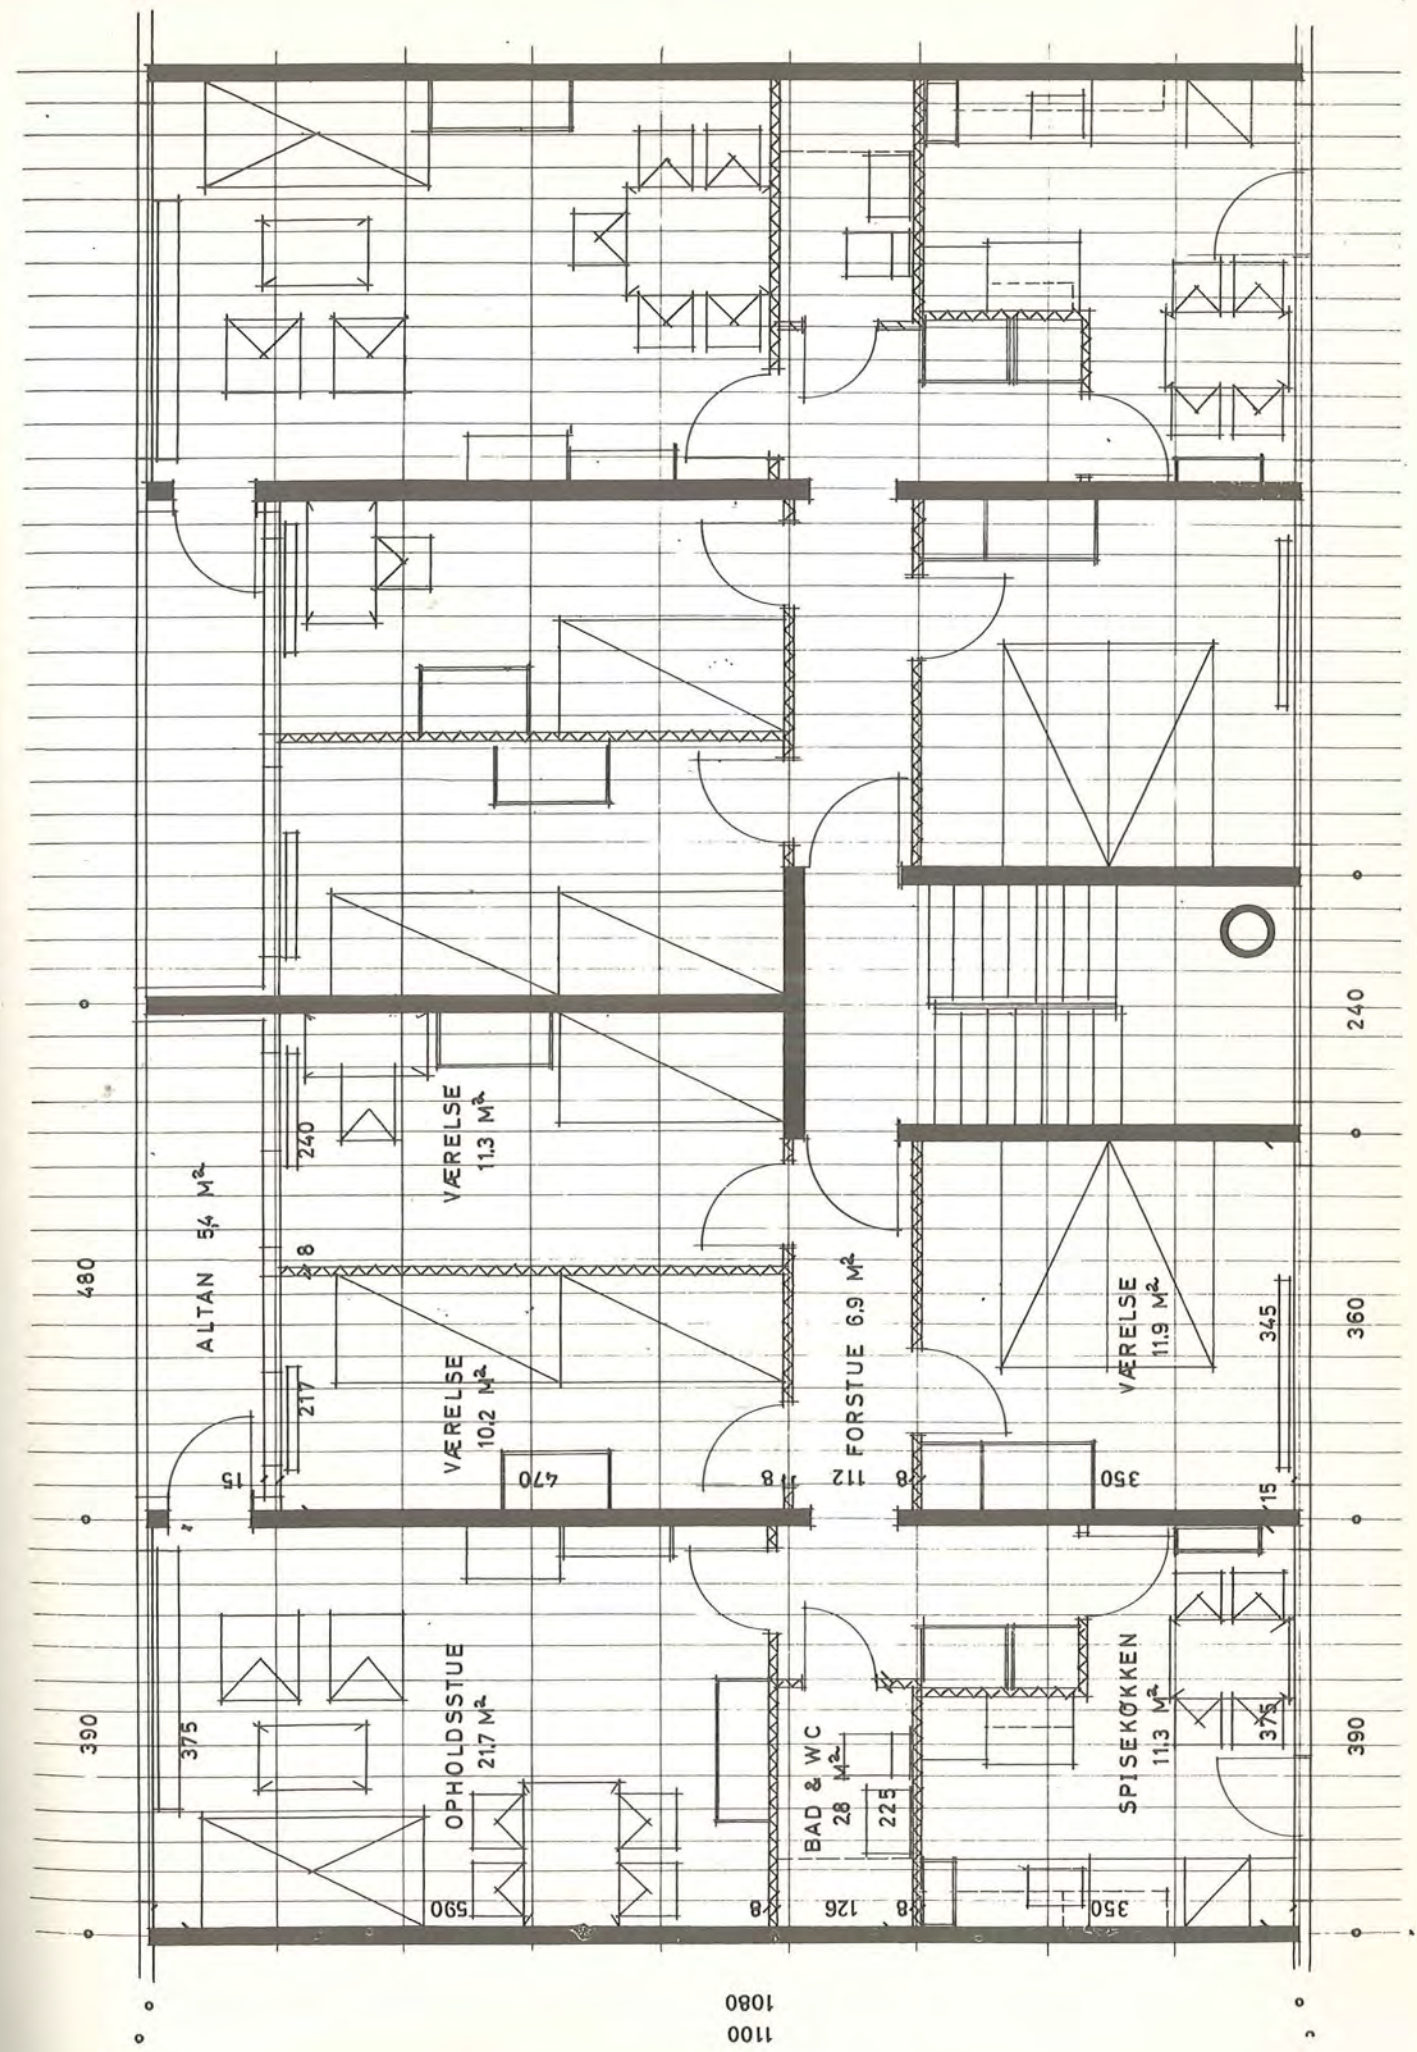 480
390
ALTAN 5,4 M²
240
8
217
15
375
VÆRELSE
11.3 M²
VÆRELSE
10.2 M²
470
OPHOLDSSTUE
21.7 M²
590
8
8
FORSTUE 6.9 M²
112
8
BAD & WC
2.8 M²
225
126
8
VÆRELSE
11.9 M²
350
345
15
SPISEKØKKEN
11.3 M²
375
350
240
360
390
1080
1100